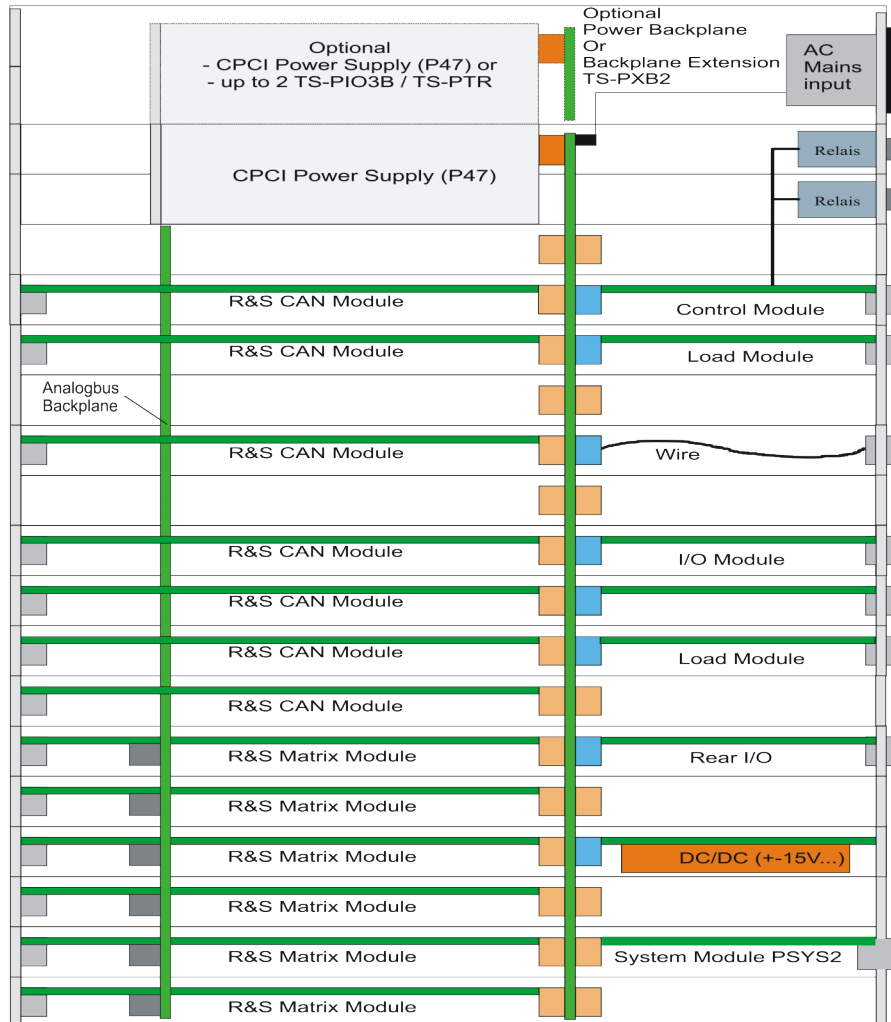 Optional
- CPCI Power Supply (P47) or
- up to 2 TS-PIO3B / TS-PTR
Optional
Power Backplane
Or
Backplane Extension
TS-PXB2
AC
Mains
input
CPCI Power Supply (P47)
Relais
Relais
R&S CAN Module
Control Module
R&S CAN Module
Load Module
Analogbus
Backplane
R&S CAN Module
Wire
R&S CAN Module
I/O Module
R&S CAN Module
R&S CAN Module
Load Module
R&S CAN Module
R&S Matrix Module
Rear I/O
R&S Matrix Module
R&S Matrix Module
DC/DC (+-15V...)
R&S Matrix Module
R&S Matrix Module
System Module PSYS2
R&S Matrix Module